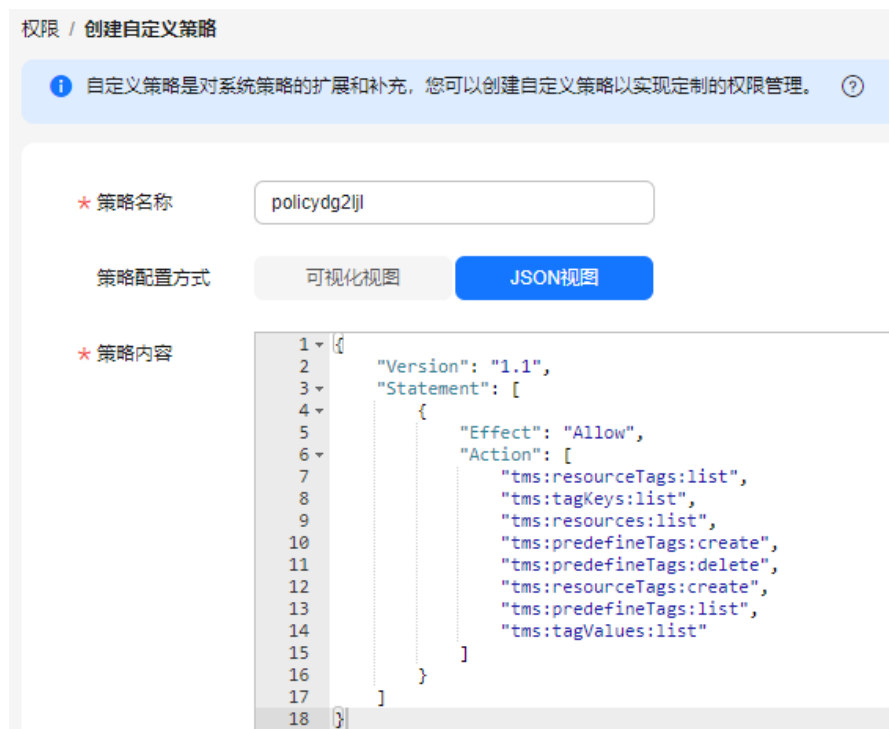 权限 / 创建自定义策略
自定义策略是对系统策略的扩展和补充，您可以创建自定义策略以实现定制的权限管理。
* 策略名称 policydg2ljl
策略配置方式 可视化视图 JSON视图
* 策略内容
1 {
2 "Version": "1.1",
3 "Statement": [
4 {
5 "Effect": "Allow",
6 "Action": [
7 "tms:resourceTags:list",
8 "tms:tagKeys:list",
9 "tms:resources:list",
10 "tms:predefineTags:create",
11 "tms:predefineTags:delete",
12 "tms:resourceTags:create",
13 "tms:predefineTags:list",
14 "tms:tagValues:list"
15 ]
16 }
17 ]
18 }